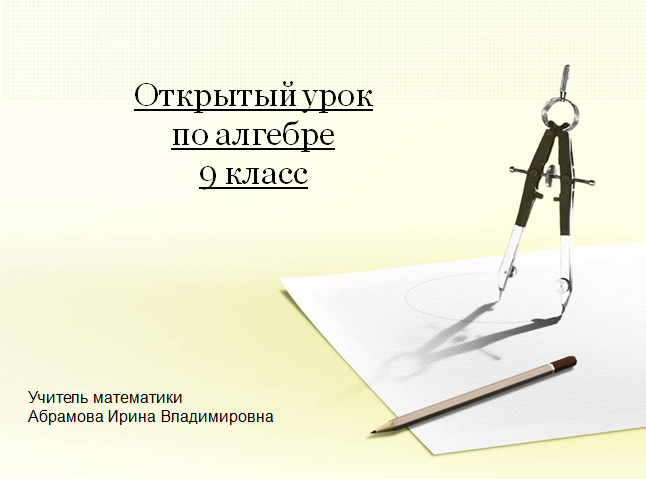 Открытый урок
по алгебре
9 класс
Учитель математики
Абрамова Ирина Владимировна